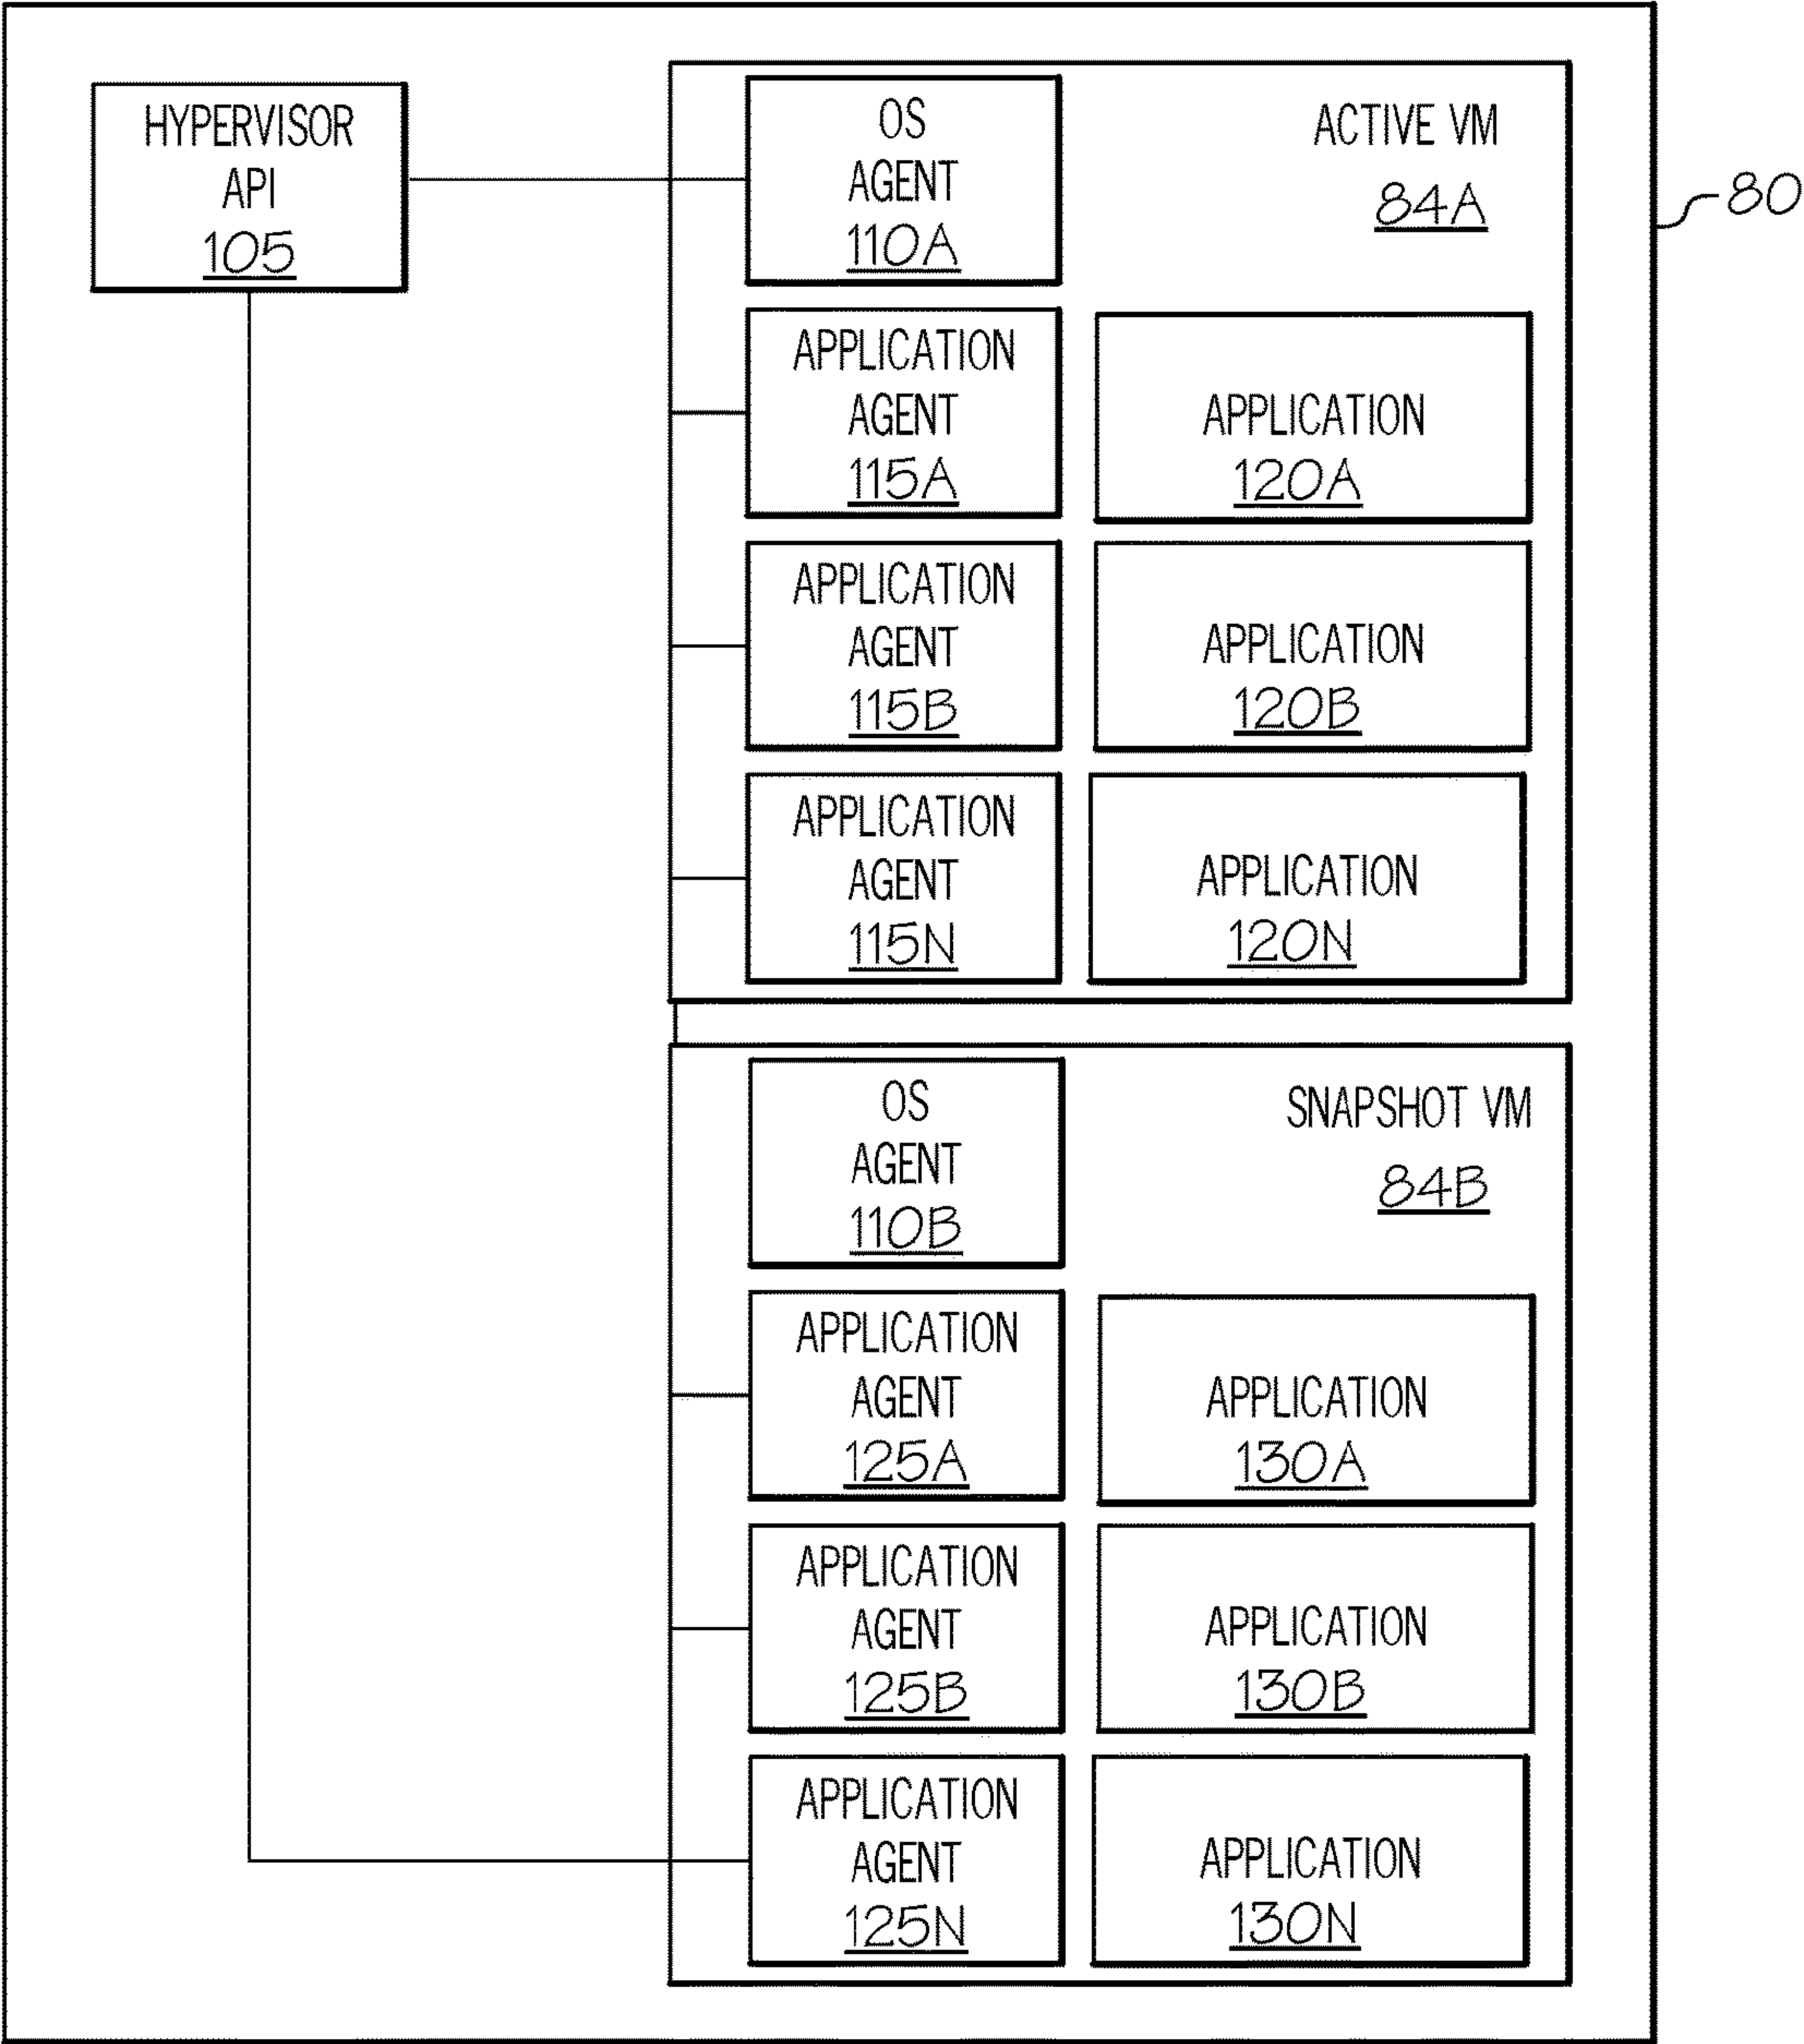 HYPERVISOR
API
105
OS
AGENT
110A
ACTIVE VM
84A
80
APPLICATION
AGENT
115A
APPLICATION
120A
APPLICATION
AGENT
115B
APPLICATION
120B
APPLICATION
AGENT
115N
APPLICATION
120N
OS
AGENT
110B
SNAPSHOT VM
84B
APPLICATION
AGENT
125A
APPLICATION
130A
APPLICATION
AGENT
125B
APPLICATION
130B
APPLICATION
AGENT
125N
APPLICATION
130N